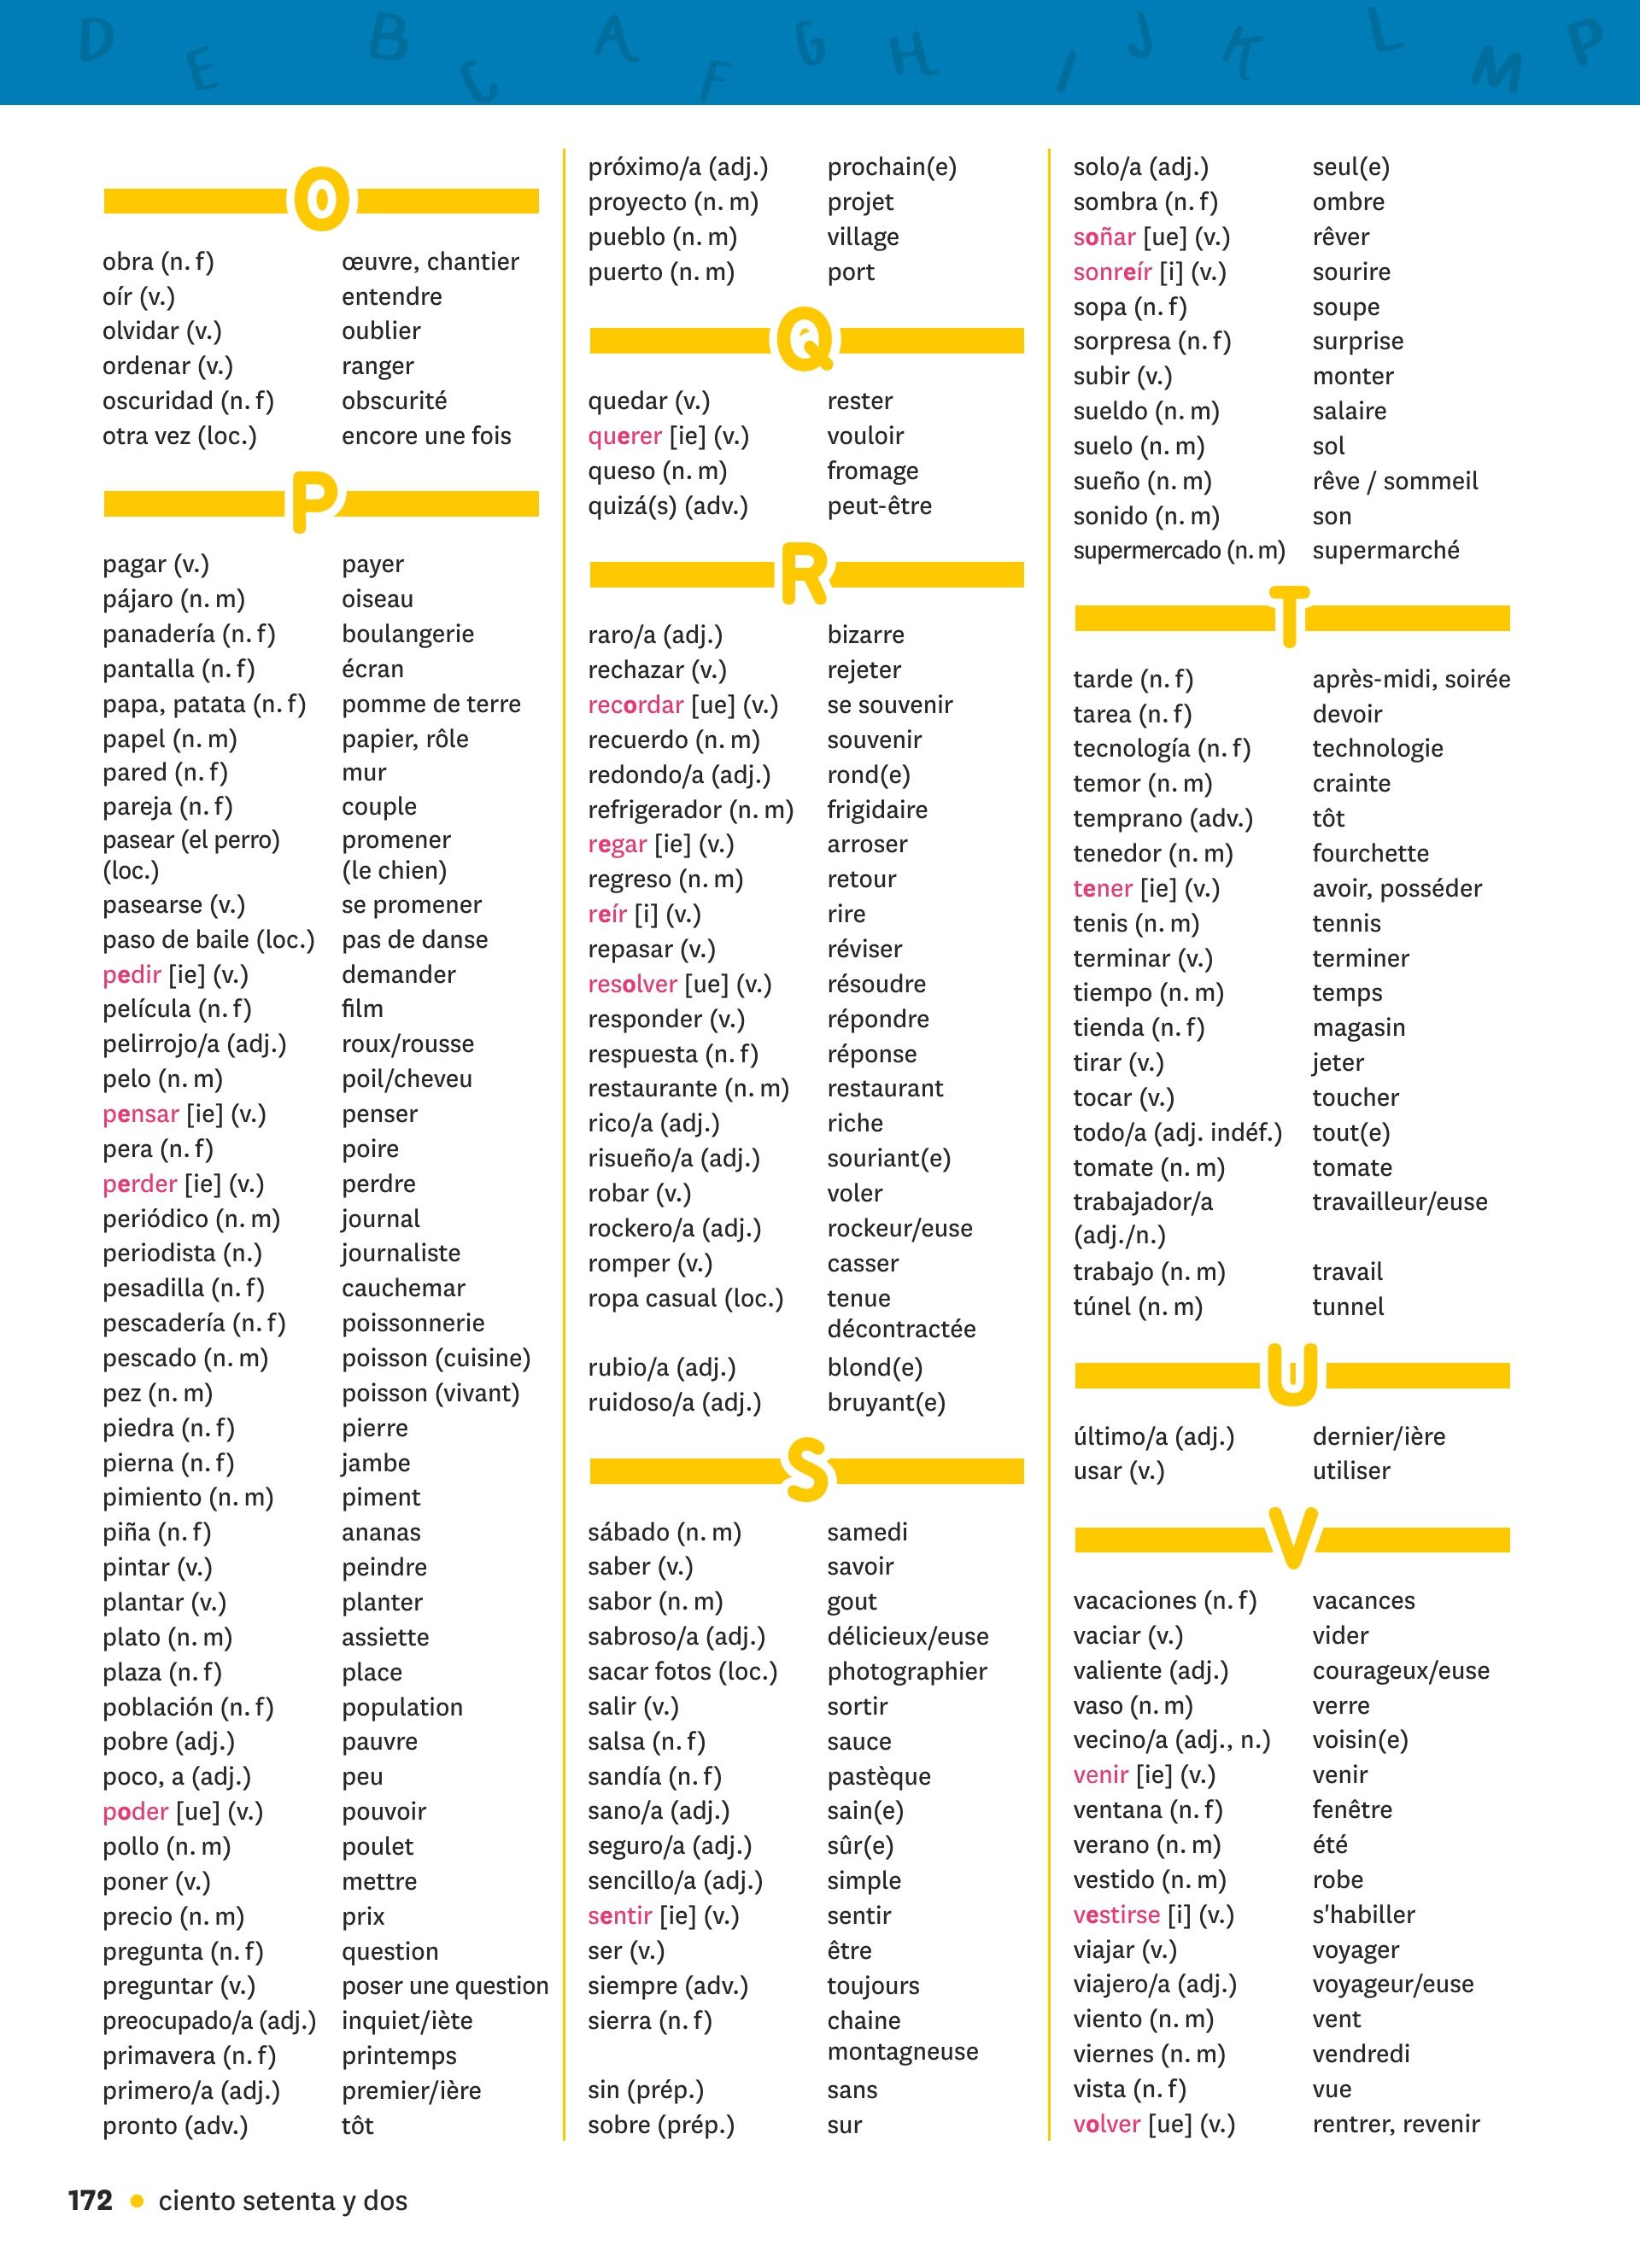 D E B C A F G H I J K L M P
O
obra (n. f) œuvre, chantier
oír (v.) entendre
olvidar (v.) oublier
ordenar (v.) ranger
oscuridad (n. f) obscurité
otra vez (loc.) encore une fois
P
pagar (v.) payer
pájaro (n. m) oiseau
panadería (n. f) boulangerie
pantalla (n. f) écran
papa, patata (n. f) pomme de terre
papel (n. m) papier, rôle
pared (n. f) mur
pareja (n. f) couple
pasear (el perro) promener
(loc.) (le chien)
pasearse (v.) se promener
paso de baile (loc.) pas de danse
pedir [ie] (v.) demander
película (n. f) film
pelirrojo/a (adj.) roux/rousse
pelo (n. m) poil/cheveu
pensar [ie] (v.) penser
pera (n. f) poire
perder [ie] (v.) perdre
periódico (n. m) journal
periodista (n.) journaliste
pesadilla (n. f) cauchemar
pescadería (n. f) poissonnerie
pescado (n. m) poisson (cuisine)
pez (n. m) poisson (vivant)
piedra (n. f) pierre
pierna (n. f) jambe
pimiento (n. m) piment
piña (n. f) ananas
pintar (v.) peindre
plantar (v.) planter
plato (n. m) assiette
plaza (n. f) place
población (n. f) population
pobre (adj.) pauvre
poco, a (adj.) peu
poder [ue] (v.) pouvoir
pollo (n. m) poulet
poner (v.) mettre
precio (n. m) prix
pregunta (n. f) question
preguntar (v.) poser une question
preocupado/a (adj.) inquiet/iète
primavera (n. f) printemps
primero/a (adj.) premier/ière
pronto (adv.) tôt
próximo/a (adj.) prochain(e)
proyecto (n. m) projet
pueblo (n. m) village
puerto (n. m) port
Q
quedar (v.) rester
querer [ie] (v.) vouloir
queso (n. m) fromage
quizá(s) (adv.) peut-être
R
raro/a (adj.) bizarre
rechazar (v.) rejeter
recordar [ue] (v.) se souvenir
recuerdo (n. m) souvenir
redondo/a (adj.) rond(e)
refrigerador (n. m) frigidaire
regar [ie] (v.) arroser
regreso (n. m) retour
reír [i] (v.) rire
repasar (v.) réviser
resolver [ue] (v.) résoudre
responder (v.) répondre
respuesta (n. f) réponse
restaurante (n. m) restaurant
rico/a (adj.) riche
risueño/a (adj.) souriant(e)
robar (v.) voler
rockero/a (adj.) rockeur/euse
romper (v.) casser
ropa casual (loc.) tenue
décontractée
rubio/a (adj.) blond(e)
ruidoso/a (adj.) bruyant(e)
S
sábado (n. m) samedi
saber (v.) savoir
sabor (n. m) gout
sabroso/a (adj.) délicieux/euse
sacar fotos (loc.) photographier
salir (v.) sortir
salsa (n. f) sauce
sandía (n. f) pastèque
sano/a (adj.) sain(e)
seguro/a (adj.) sûr(e)
sencillo/a (adj.) simple
sentir [ie] (v.) sentir
ser (v.) être
siempre (adv.) toujours
sierra (n. f) chaine
montagneuse
sin (prép.) sans
sobre (prép.) sur
solo/a (adj.) seul(e)
sombra (n. f) ombre
soñar [ue] (v.) rêver
sonreír [i] (v.) sourire
sopa (n. f) soupe
sorpresa (n. f) surprise
subir (v.) monter
sueldo (n. m) salaire
suelo (n. m) sol
sueño (n. m) rêve / sommeil
sonido (n. m) son
supermercado (n. m) supermarché
T
tarde (n. f) après-midi, soirée
tarea (n. f) devoir
tecnología (n. f) technologie
temor (n. m) crainte
temprano (adv.) tôt
tenedor (n. m) fourchette
tener [ie] (v.) avoir, posséder
tenis (n. m) tennis
terminar (v.) terminer
tiempo (n. m) temps
tienda (n. f) magasin
tirar (v.) jeter
tocar (v.) toucher
todo/a (adj. indéf.) tout(e)
tomate (n. m) tomate
trabajador/a travailleur/euse
(adj./n.)
trabajo (n. m) travail
túnel (n. m) tunnel
U
último/a (adj.) dernier/ière
usar (v.) utiliser
V
vacaciones (n. f) vacances
vaciar (v.) vider
valiente (adj.) courageux/euse
vaso (n. m) verre
vecino/a (adj., n.) voisin(e)
venir [ie] (v.) venir
ventana (n. f) fenêtre
verano (n. m) été
vestido (n. m) robe
vestirse [i] (v.) s'habiller
viajar (v.) voyager
viajero/a (adj.) voyageur/euse
viento (n. m) vent
viernes (n. m) vendredi
vista (n. f) vue
volver [ue] (v.) rentrer, revenir
172 • ciento setenta y dos